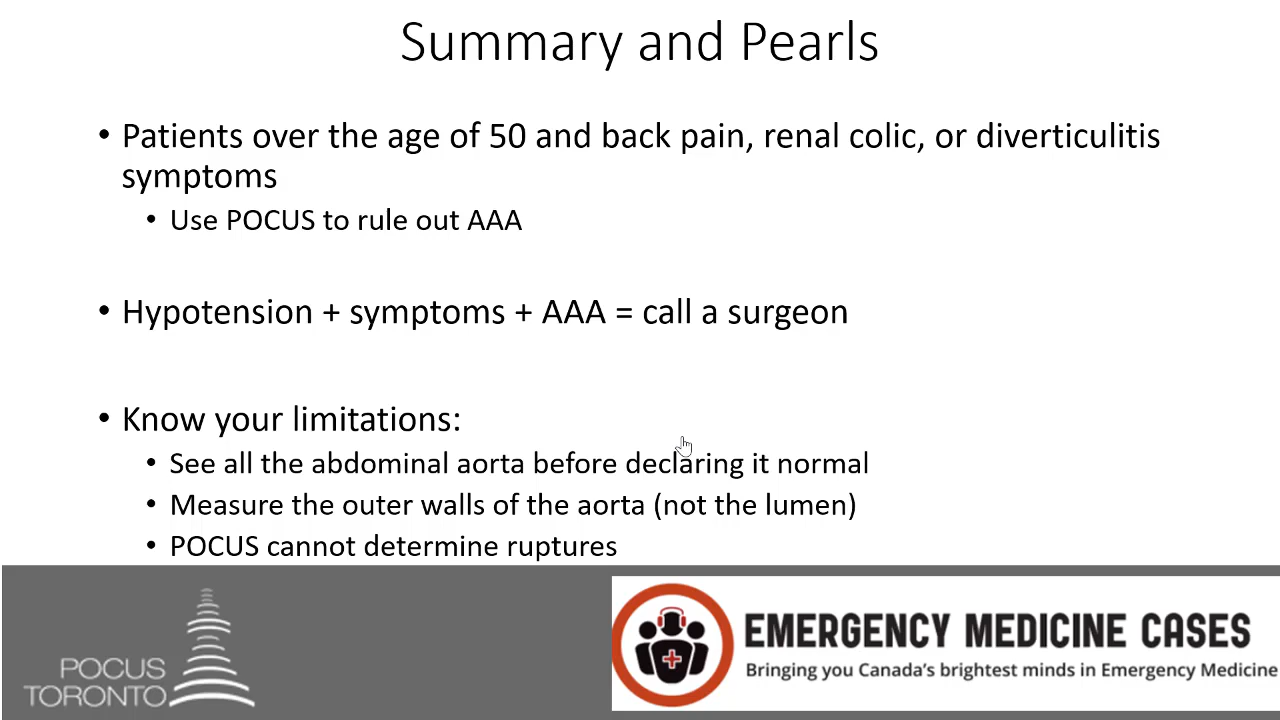 Summary and Pearls
• Patients over the age of 50 and back pain, renal colic, or diverticulitis
symptoms
• Use POCUS to rule out AAA
• Hypotension + symptoms + AAA = call a surgeon
• Know your limitations:
• See all the abdominal aorta before declaring it normal
• Measure the outer walls of the aorta (not the lumen)
• POCUS cannot determine ruptures
POCUS
TORONTO
EMERGENCY MEDICINE CASES
Bringing you Canada's brightest minds in Emergency Medicine